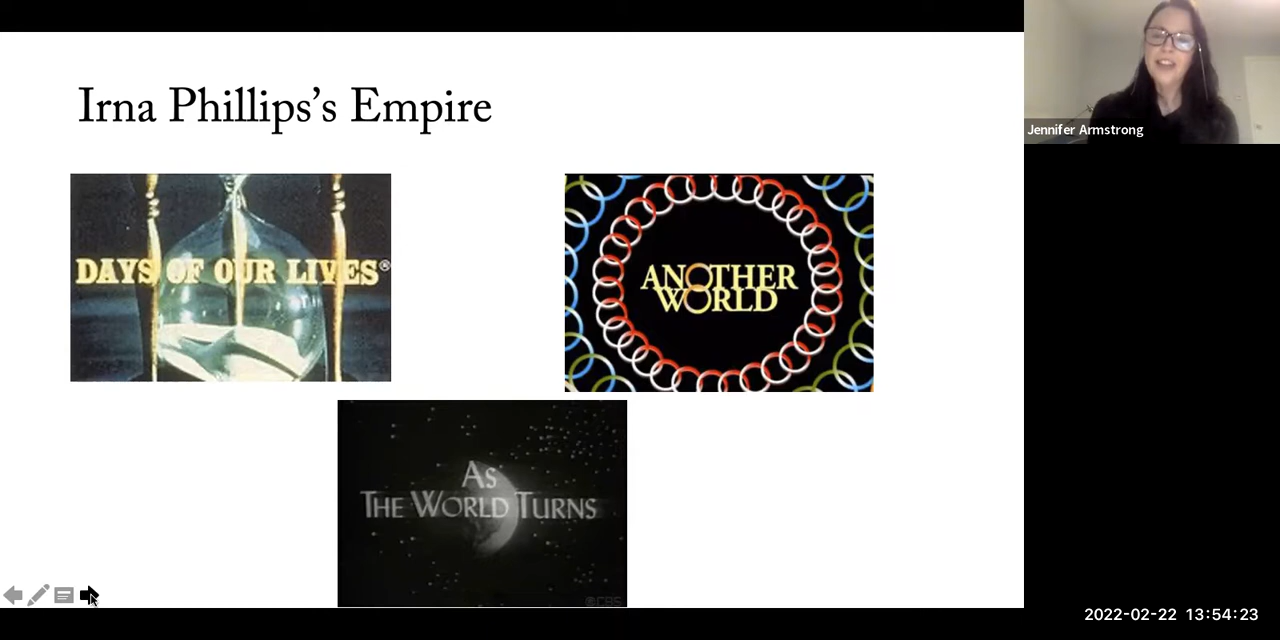 Irna Phillips's Empire
Jennifer Armstrong
DAYS OF OUR LIVES®
ANOTHER
WORLD
AS
THE WORLD TURNS
©CBS
2022-02-22 13:54:23